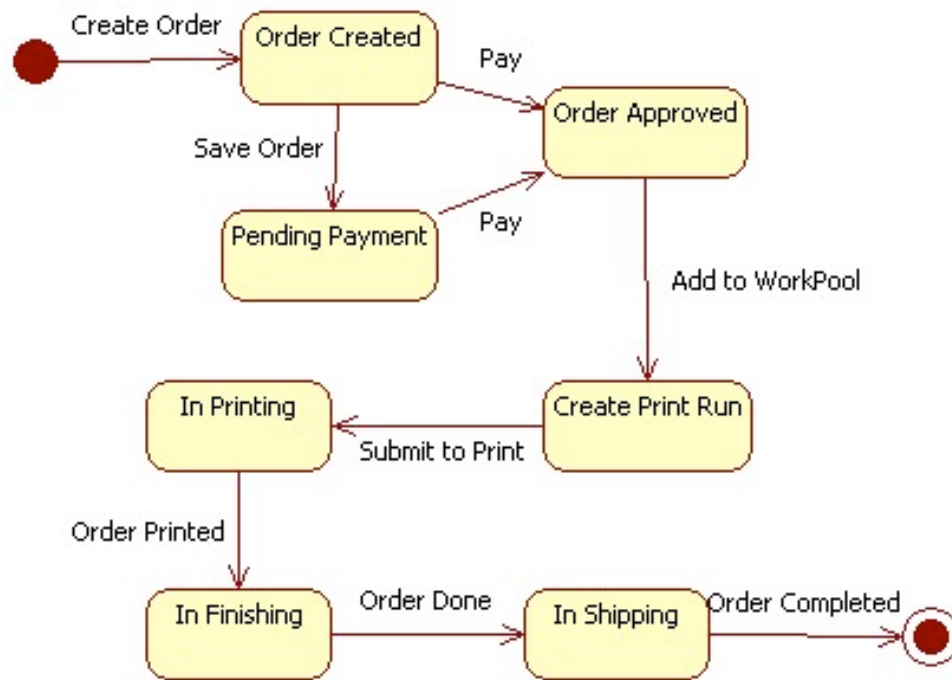 Create Order
Order Created
Pay
Order Approved
Save Order
Pending Payment
Pay
Add to WorkPool
In Printing
Create Print Run
Submit to Print
Order Printed
In Finishing
Order Done
In Shipping
Order Completed